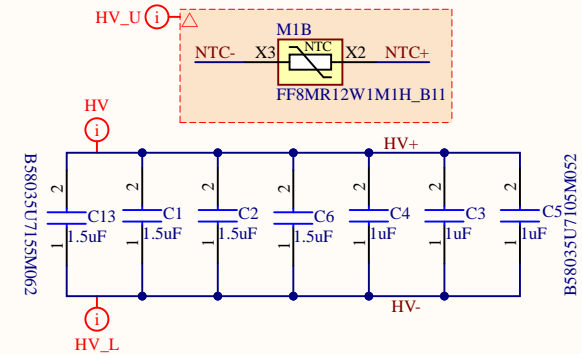 HV_U i
M1B
NTC- X3 NTC X2 NTC+
FF8MR12W1M1H_B11
HV
i
HV+
B58035U7155M062
2 2 2 2 2 2 2
C13 C1 C2 C6 C4 C3 C5
1.5uF 1.5uF 1.5uF 1.5uF 1uF 1uF 1uF
1 1 1 1 1 1 1
B58035U7105M052
HV-
i
HV_L